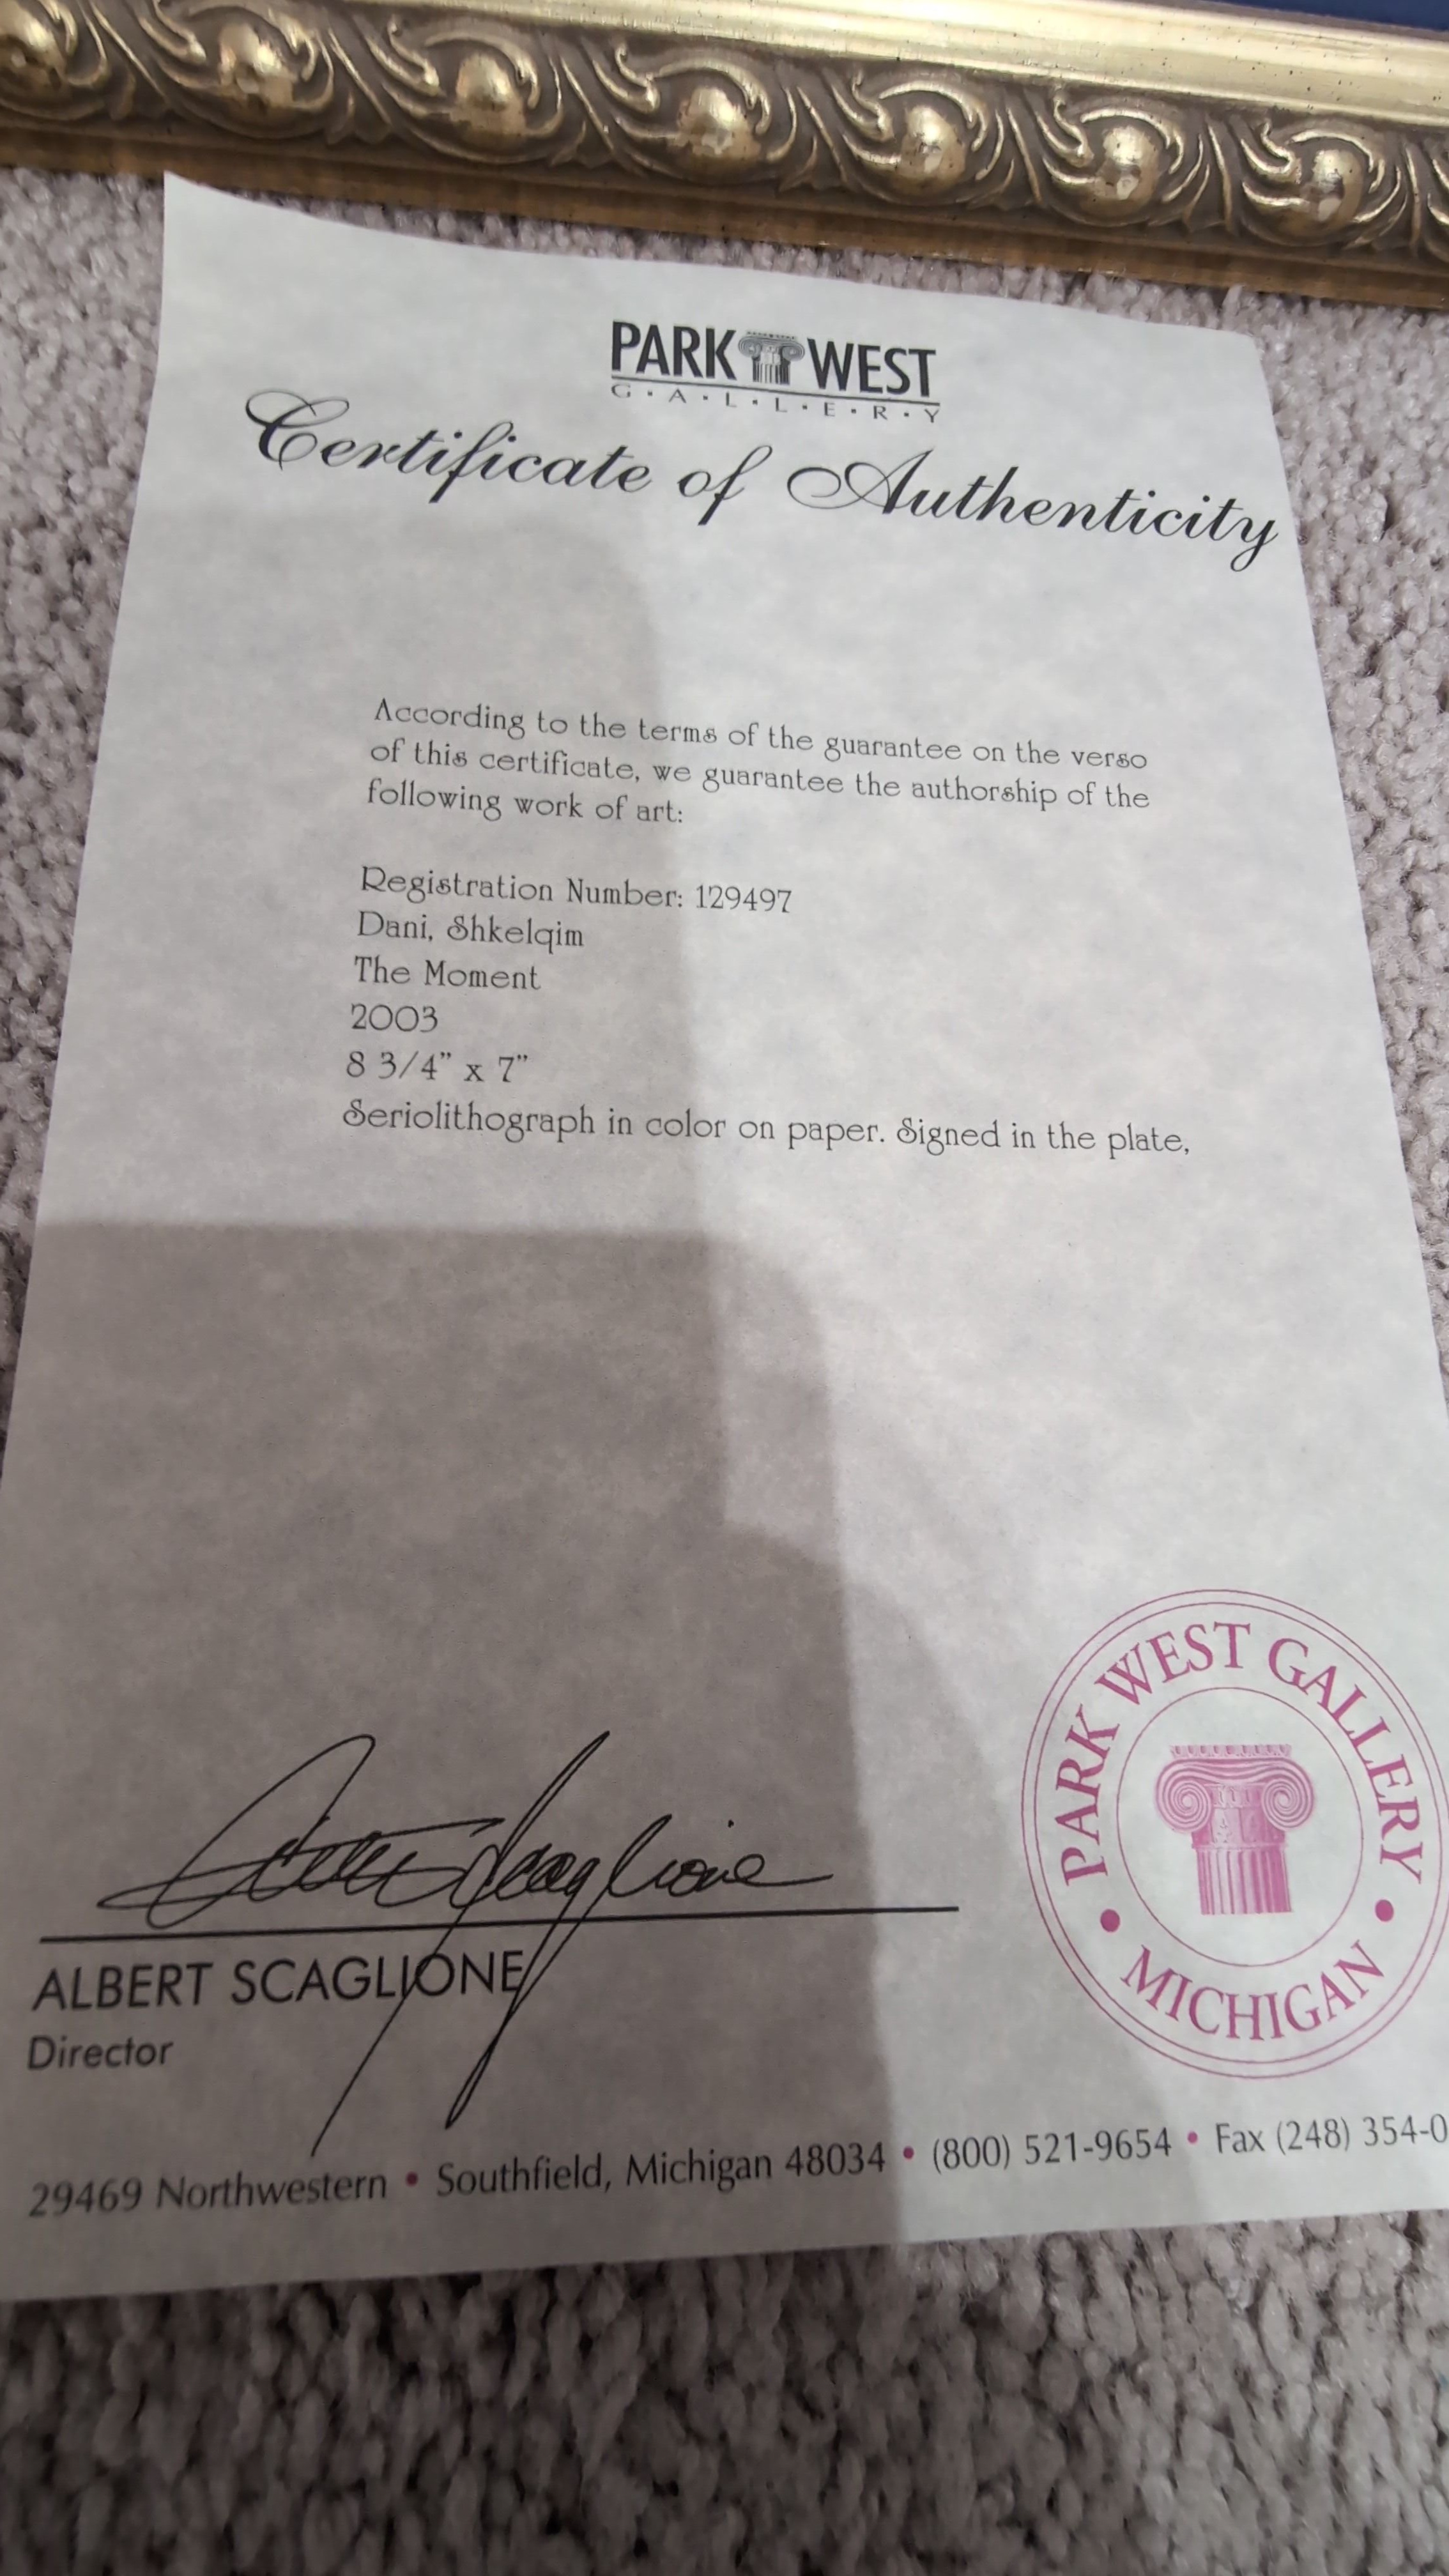 PARK WEST
G·A·L·L·E·R·Y
Certificate of Authenticity
According to the terms of the guarantee on the verso
of this certificate, we guarantee the authorship of the
following work of art:
Registration Number: 129497
Dani, Shkelqim
The Moment
2003
8 3/4” x 7”
Seriolithograph in color on paper. Signed in the plate,
PARK WEST GALLERY
• MICHIGAN •
Albert Scaglione
ALBERT SCAGLIONE
Director
29469 Northwestern • Southfield, Michigan 48034 • (800) 521-9654 • Fax (248) 354-0